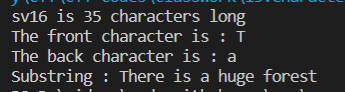 sv16 is 35 characters long
The front character is : T
The back character is : a
Substring : There is a huge forest